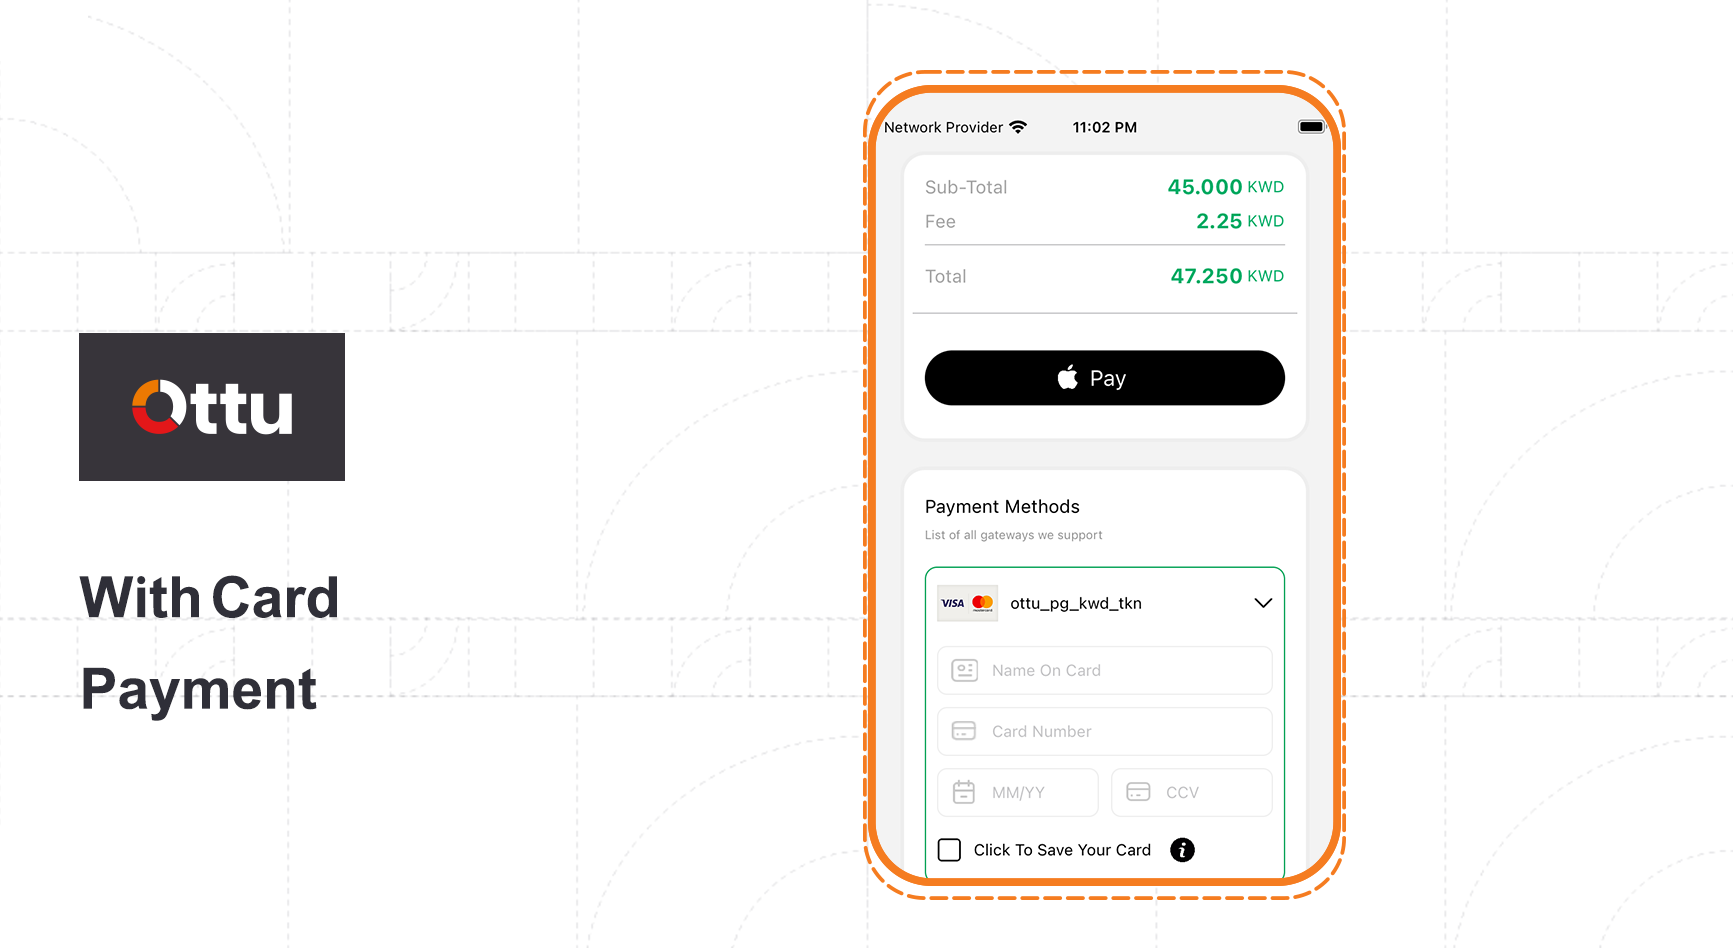 Ottu
With Card
Payment
Network Provider 11:02 PM
Sub-Total 45.000 KWD
Fee 2.25 KWD
Total 47.250 KWD
Pay
Payment Methods
List of all gateways we support
VISA mastercard ottu_pg_kwd_tkn
Name On Card
Card Number
MM/YY CCV
Click To Save Your Card i